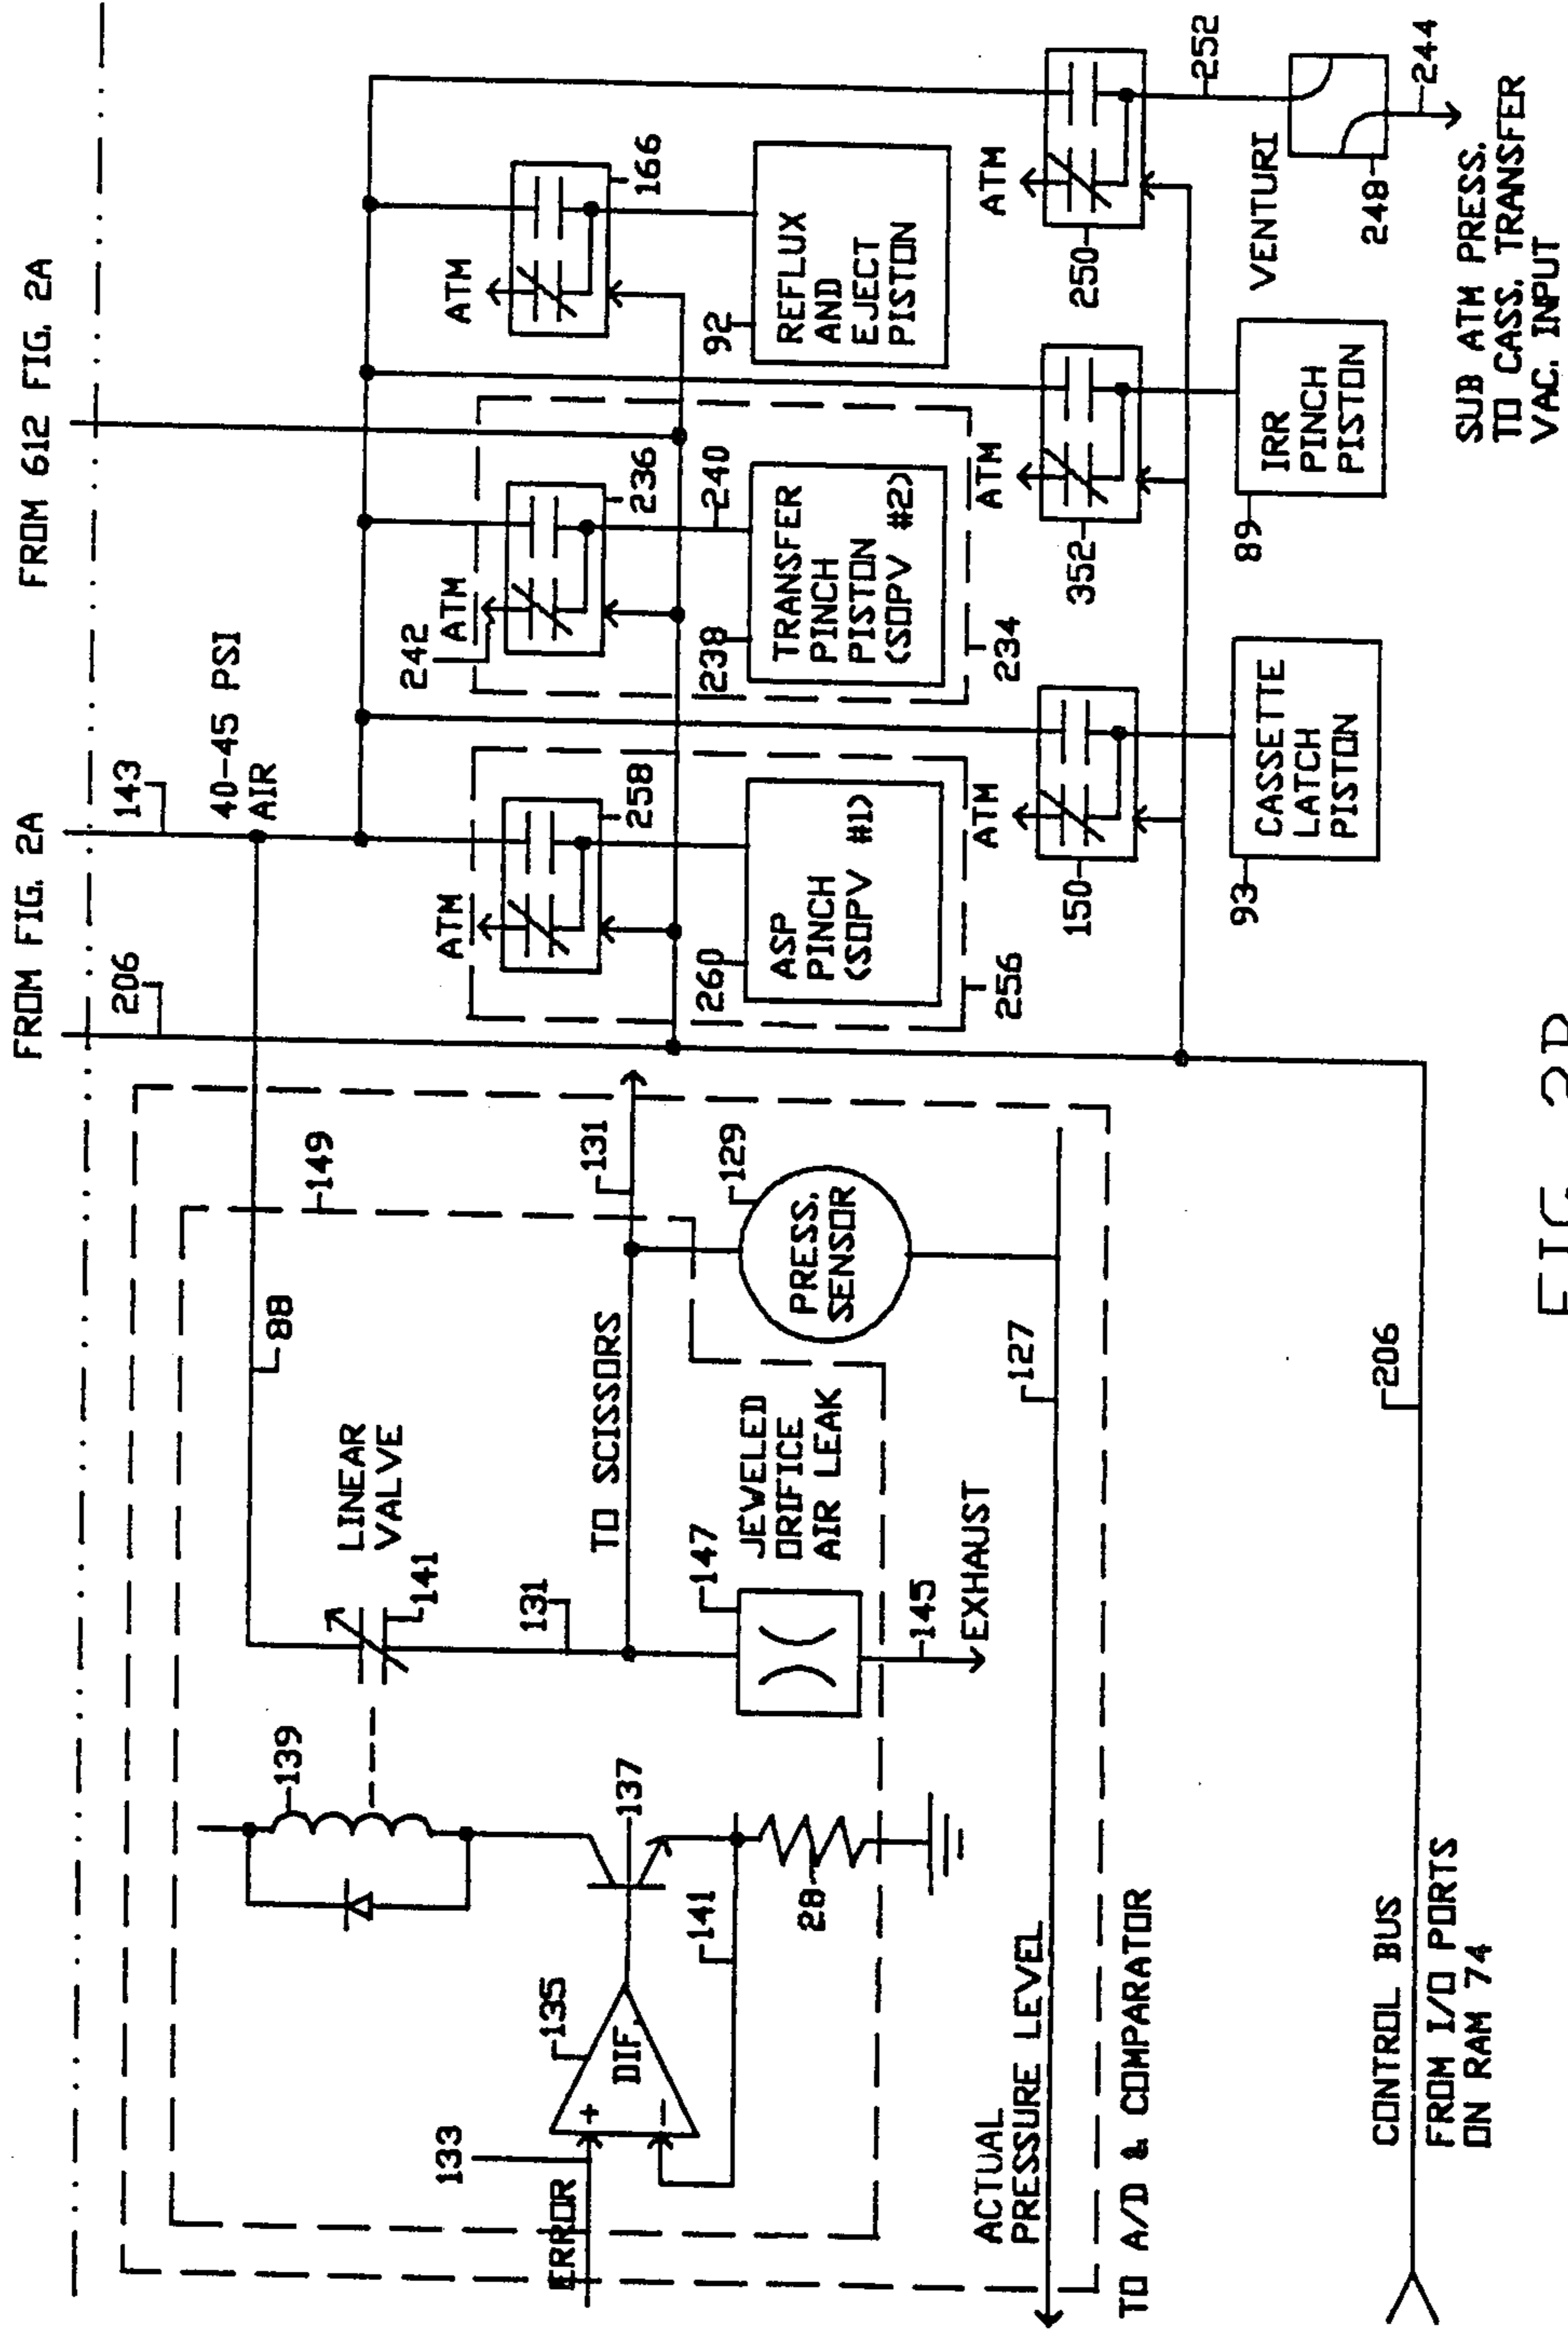 FROM FIG. 2A
FROM 612 FIG. 2A
206
143
40-45 PSI
AIR
88
149
139
LINEAR
VALVE
141
131
TO SCISSORS
131
133
ERROR
135
DIF.
+
-
137
141
28
147
JEWELED
ORIFICE
AIR LEAK
145
EXHAUST
129
PRESS.
SENSOR
127
ACTUAL
PRESSURE LEVEL
TO A/D & COMPARATOR
ATM
258
260
ASP
PINCH
(SOPV #1)
256
242
ATM
236
240
238
TRANSFER
PINCH
PISTON
(SOPV #2)
234
ATM
166
92
REFLUX
AND
EJECT
PISTON
ATM
150
93
CASSETTE
LATCH
PISTON
ATM
352
89
IRR
PINCH
PISTON
ATM
250
252
VENTURI
248
244
SUB ATM PRESS.
TO CASS. TRANSFER
VAC. INPUT
206
CONTROL BUS
FROM I/O PORTS
ON RAM 74